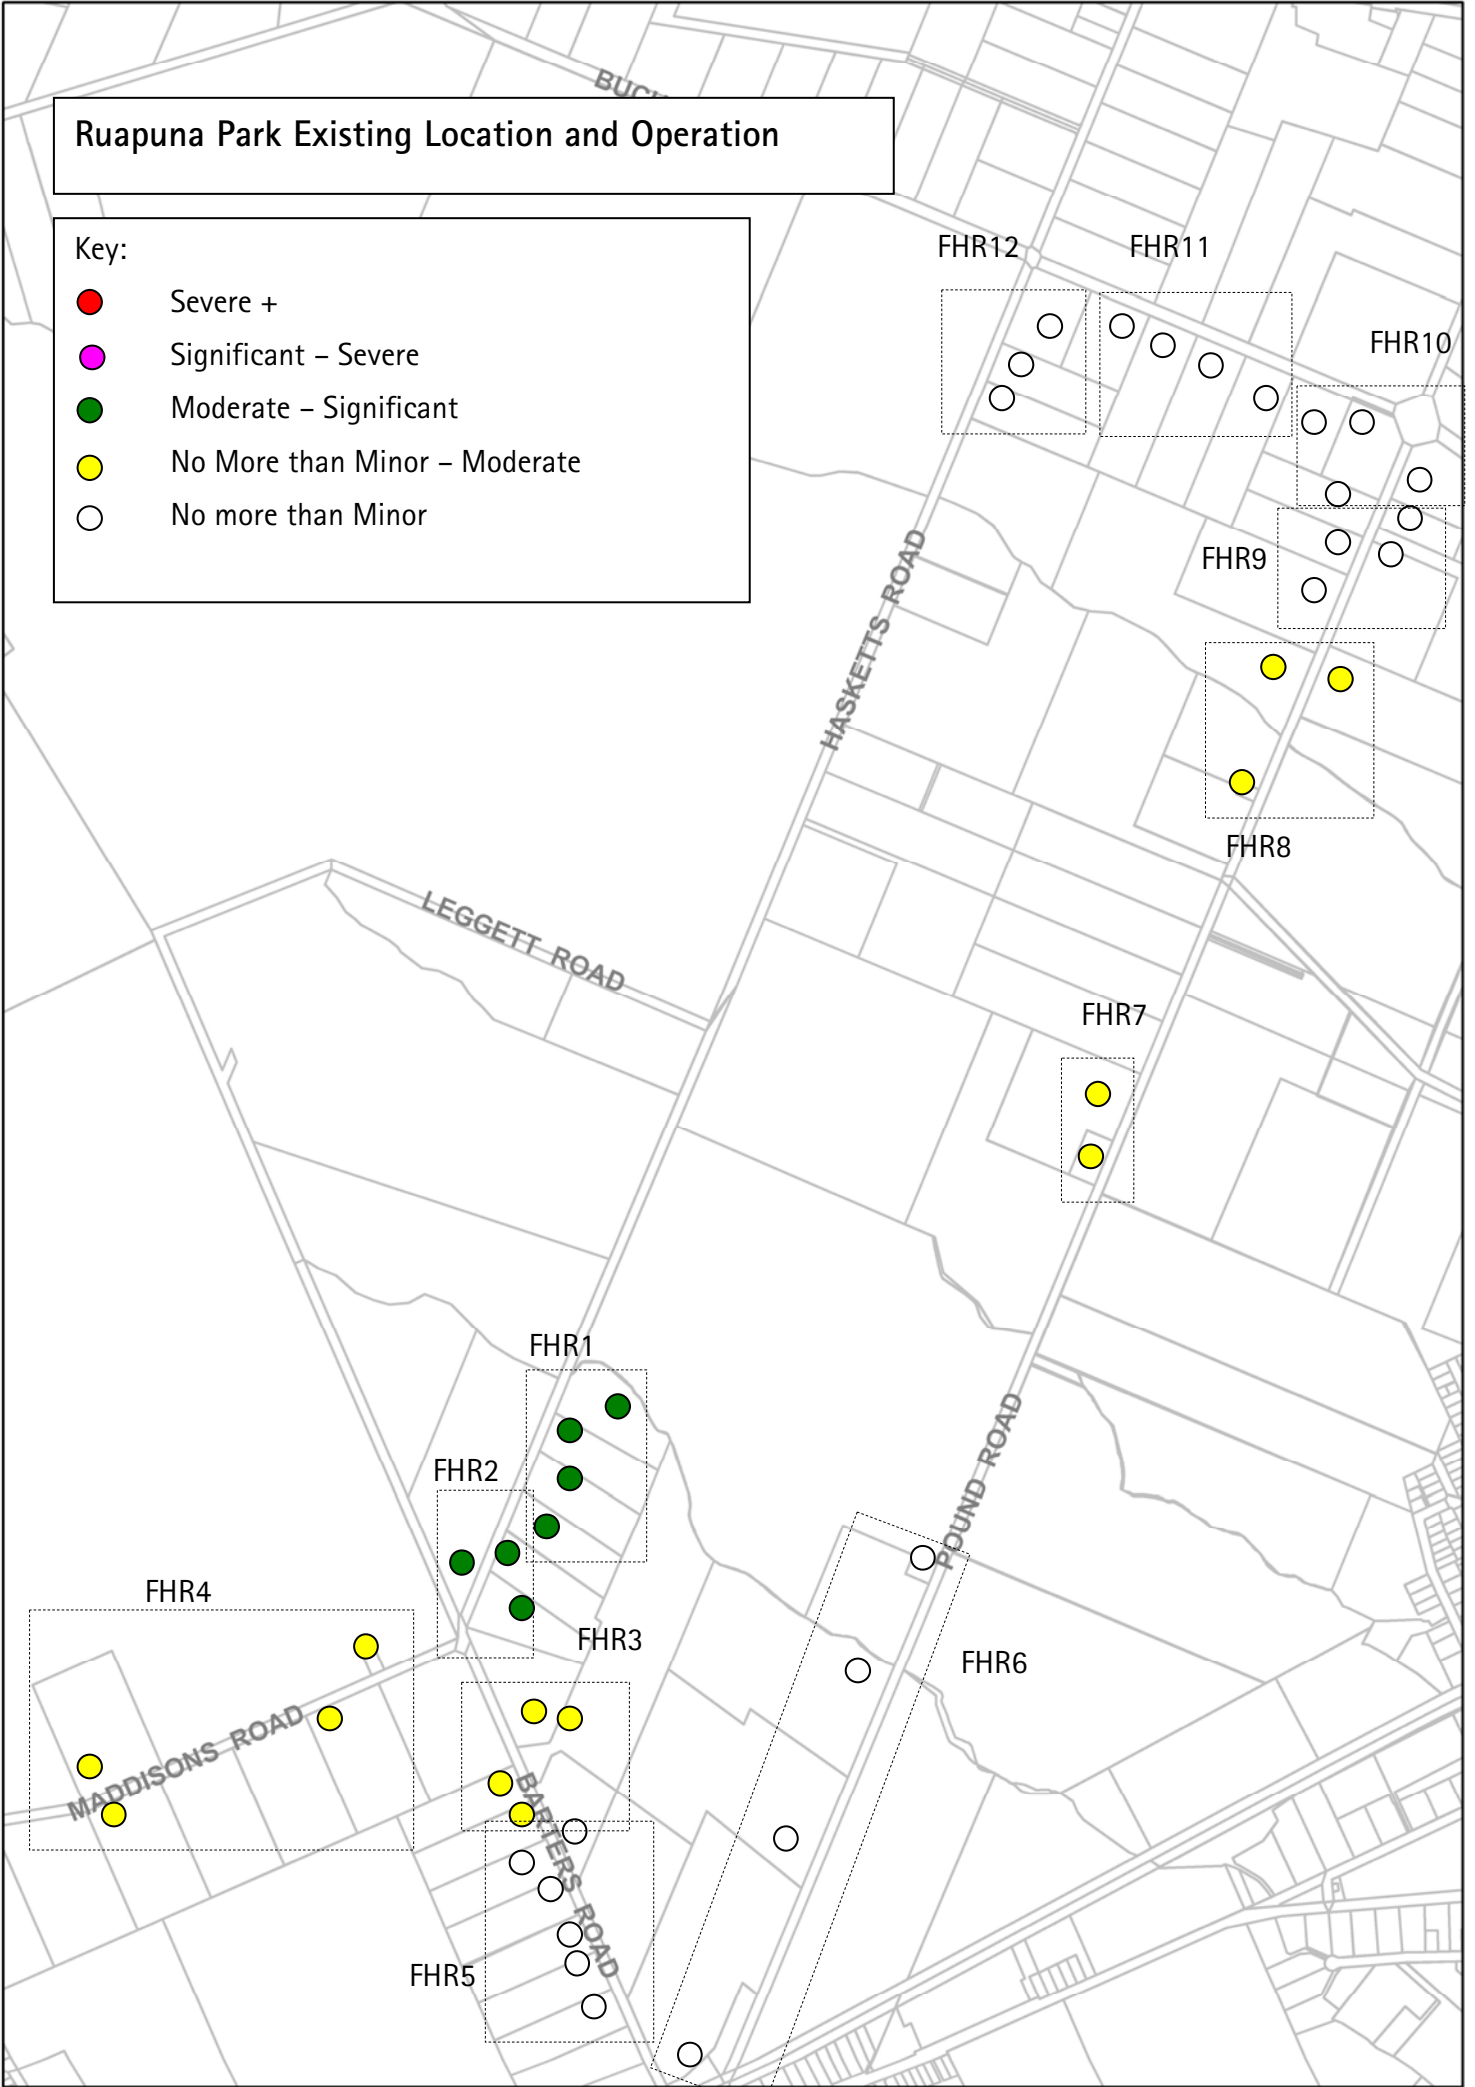 BUCK
Ruapuna Park Existing Location and Operation
Key:
Severe +
Significant – Severe
Moderate – Significant
No More than Minor – Moderate
No more than Minor
FHR12
FHR11
FHR10
FHR9
HASKETTS ROAD
FHR8
LEGGETT ROAD
FHR7
FHR1
POUND ROAD
FHR2
FHR4
FHR3
FHR6
MADDISONS ROAD
BARTERS ROAD
FHR5